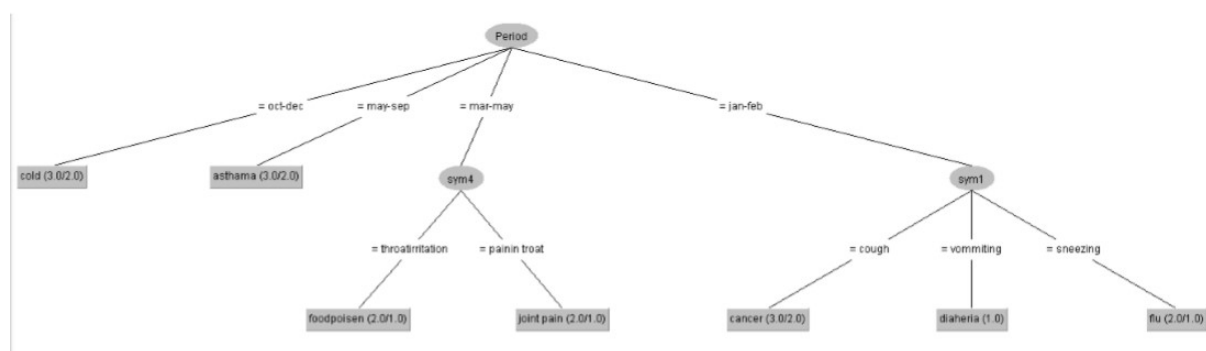 Period
= oct-dec
= may-sep
= mar-may
= jan-feb
cold (3.0/2.0)
asthama (3.0/2.0)
sym4
sym1
= throatirritation
= painin troat
= cough
= vommiting
= sneezing
foodpoisen (2.0/1.0)
joint pain (2.0/1.0)
cancer (3.0/2.0)
diaheria (1.0)
flu (2.0/1.0)